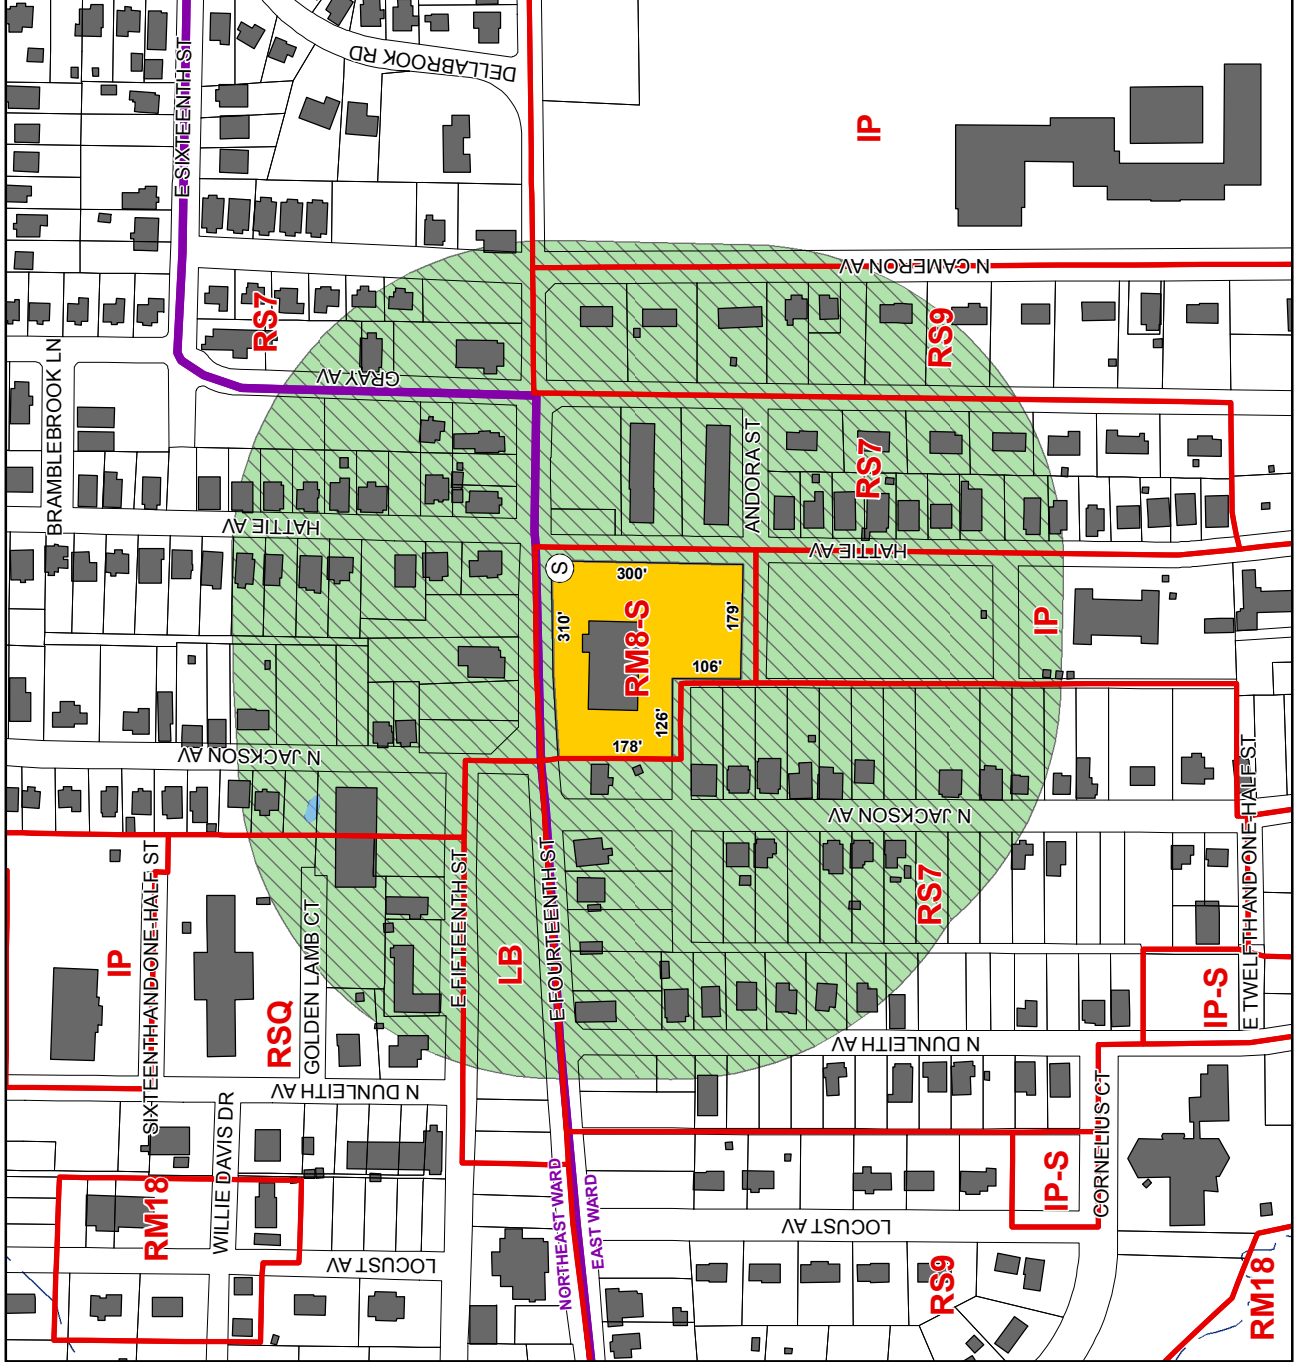 DELLABROOK RD
E SIXTEENTH ST
IP
N CAMERON AV
RS7
RS9
BRAMBLEBROOK LN
GRAY AV
ANDORA ST
RS7
HATTIE AV
HATTIE AV
S
300'
310'
RM8-S
179'
IP
106'
126'
178'
N JACKSON AV
N JACKSON AV
E TWELFTH AND ONE-HALF ST
SIXTEENTH AND ONE-HALF ST
E FIFTEENTH ST
E FOURTEENTH ST
RS7
GOLDEN LAMB CT
IP
LB
IP-S
RSQ
N DUNLEITH AV
N DUNLEITH AV
WILLIE DAVIS DR
CORNELIUS CT
RM18
NORTHEAST WARD
EAST WARD
IP-S
LOCUST AV
LOCUST AV
RS9
RM18